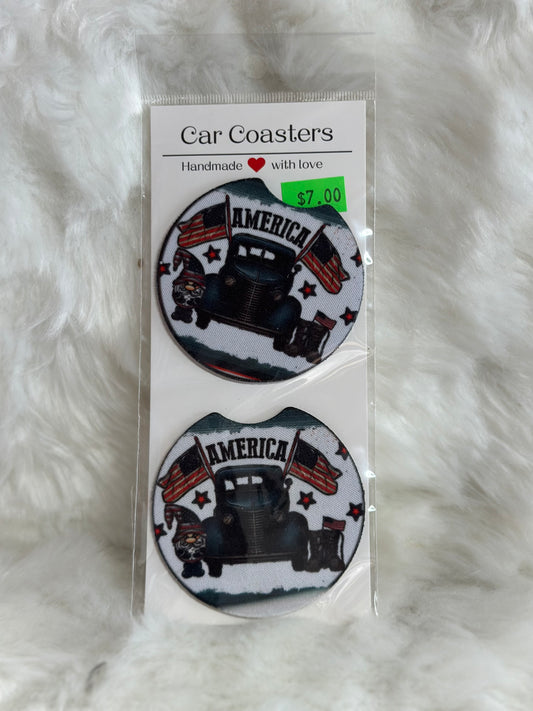 Car Coasters
Handmade ❤ with love
$7.00
AMERICA
AMERICA